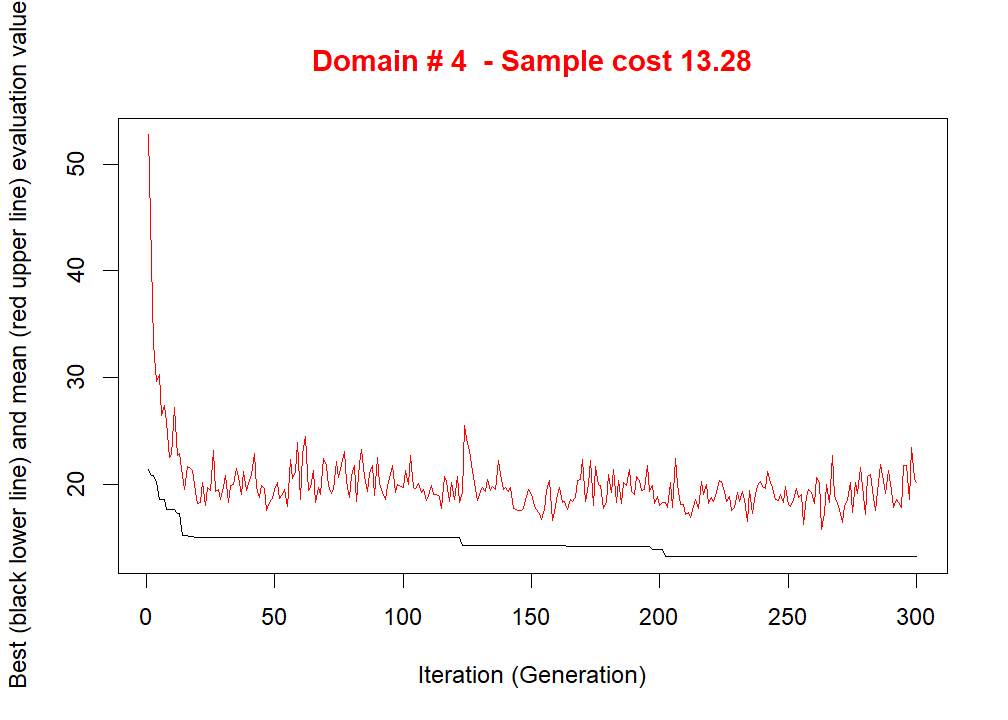 Domain # 4  - Sample cost 13.28
Best (black lower line) and mean (red upper line) evaluation value
50
40
30
20
0 50 100 150 200 250 300
Iteration (Generation)